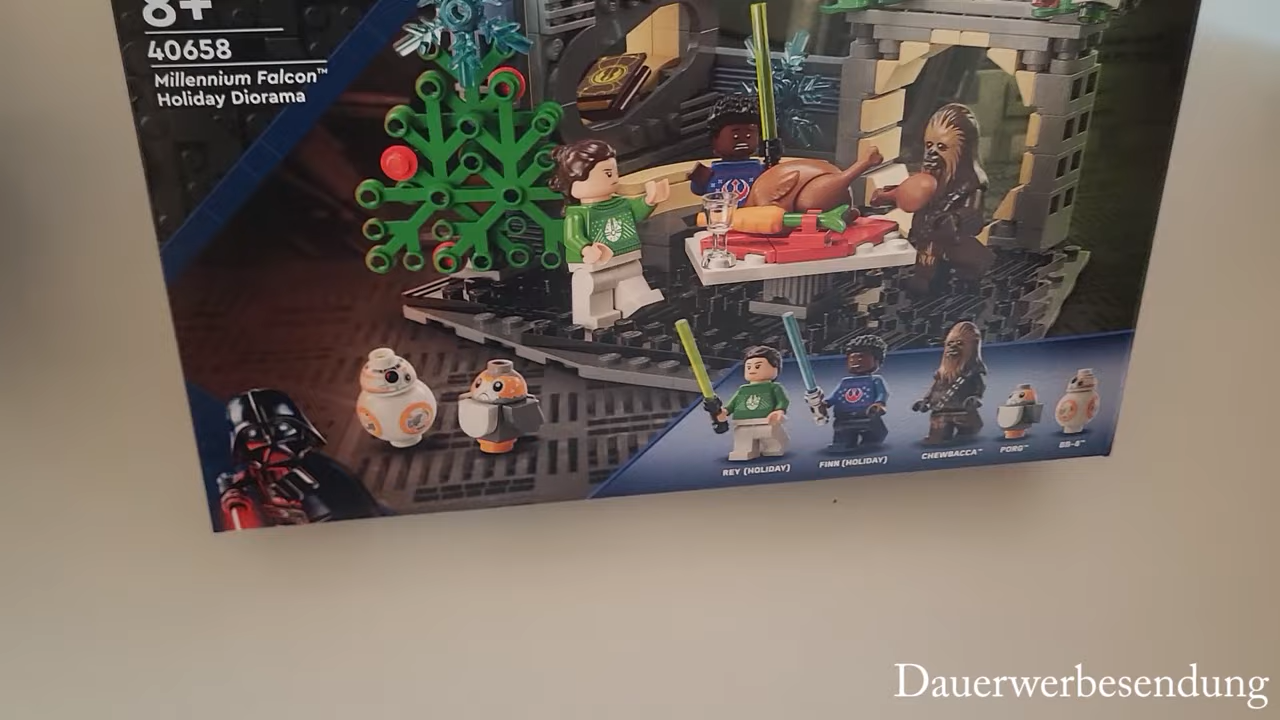 8+
40658
Millennium Falcon™
Holiday Diorama
REY (HOLIDAY)
FINN (HOLIDAY)
CHEWBACCA™
PORG™
BB-8™
Dauerwerbesendung